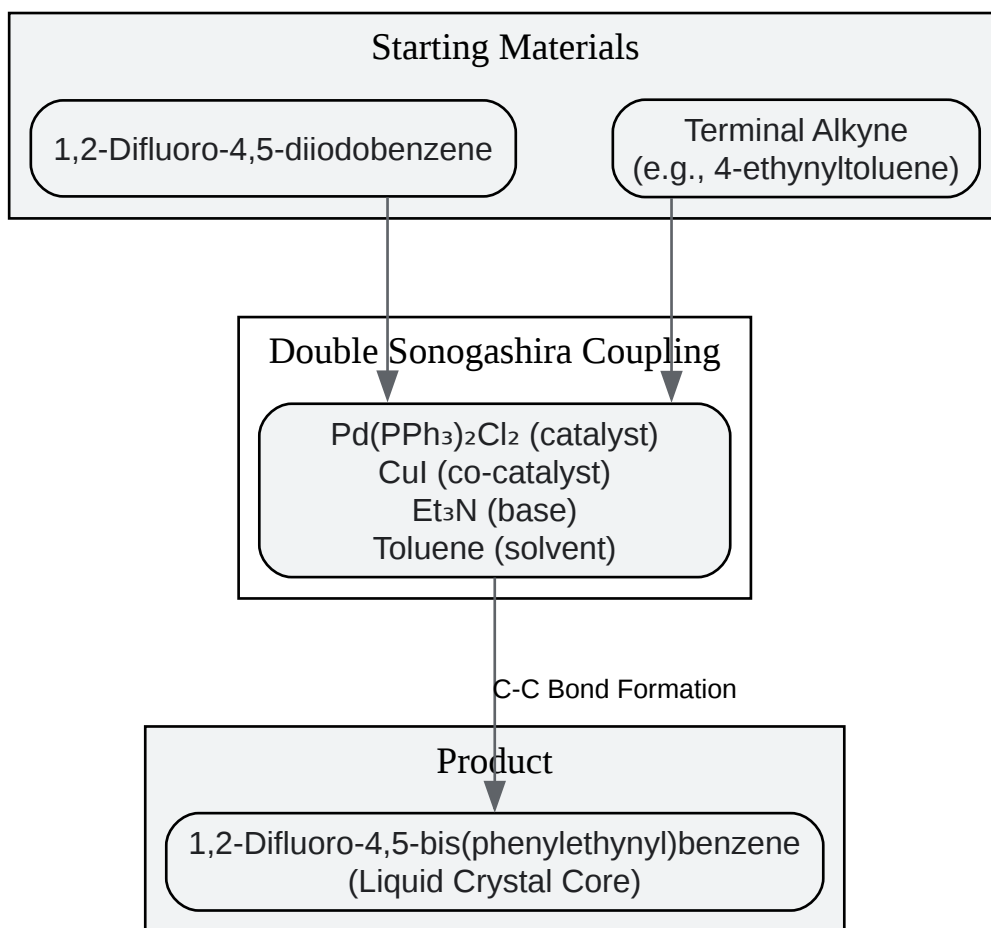 Starting Materials
1,2-Difluoro-4,5-diiodobenzene
Terminal Alkyne
(e.g., 4-ethynyltoluene)
Double Sonogashira Coupling
Pd(PPh₃)₂Cl₂ (catalyst)
CuI (co-catalyst)
Et₃N (base)
Toluene (solvent)
C-C Bond Formation
Product
1,2-Difluoro-4,5-bis(phenylethynyl)benzene
(Liquid Crystal Core)